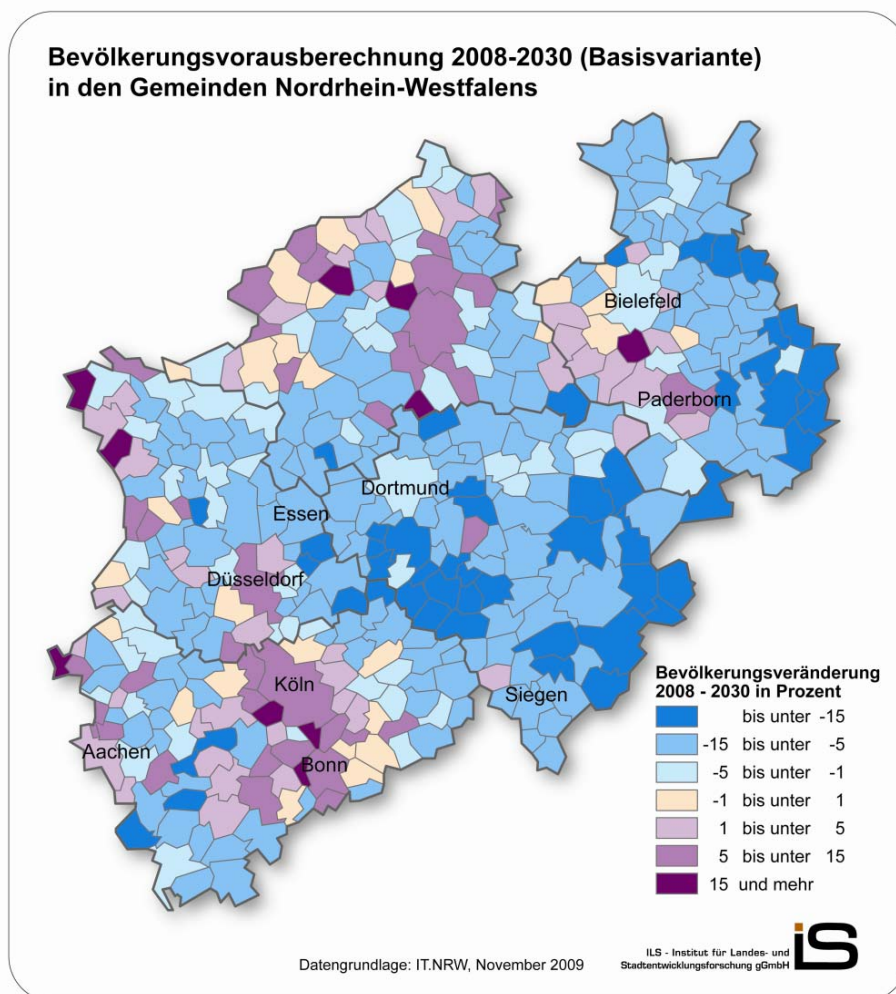 Bevölkerungsvorausberechnung 2008-2030 (Basisvariante)
in den Gemeinden Nordrhein-Westfalens
Bielefeld
Paderborn
Dortmund
Essen
Düsseldorf
Köln
Siegen
Aachen
Bonn
Bevölkerungsveränderung
2008 - 2030 in Prozent
bis unter -15
-15 bis unter -5
-5 bis unter -1
-1 bis unter 1
1 bis unter 5
5 bis unter 15
15 und mehr
Datengrundlage: IT.NRW, November 2009
ILS - Institut für Landes- und
Stadtentwicklungsforschung gGmbH
iLS